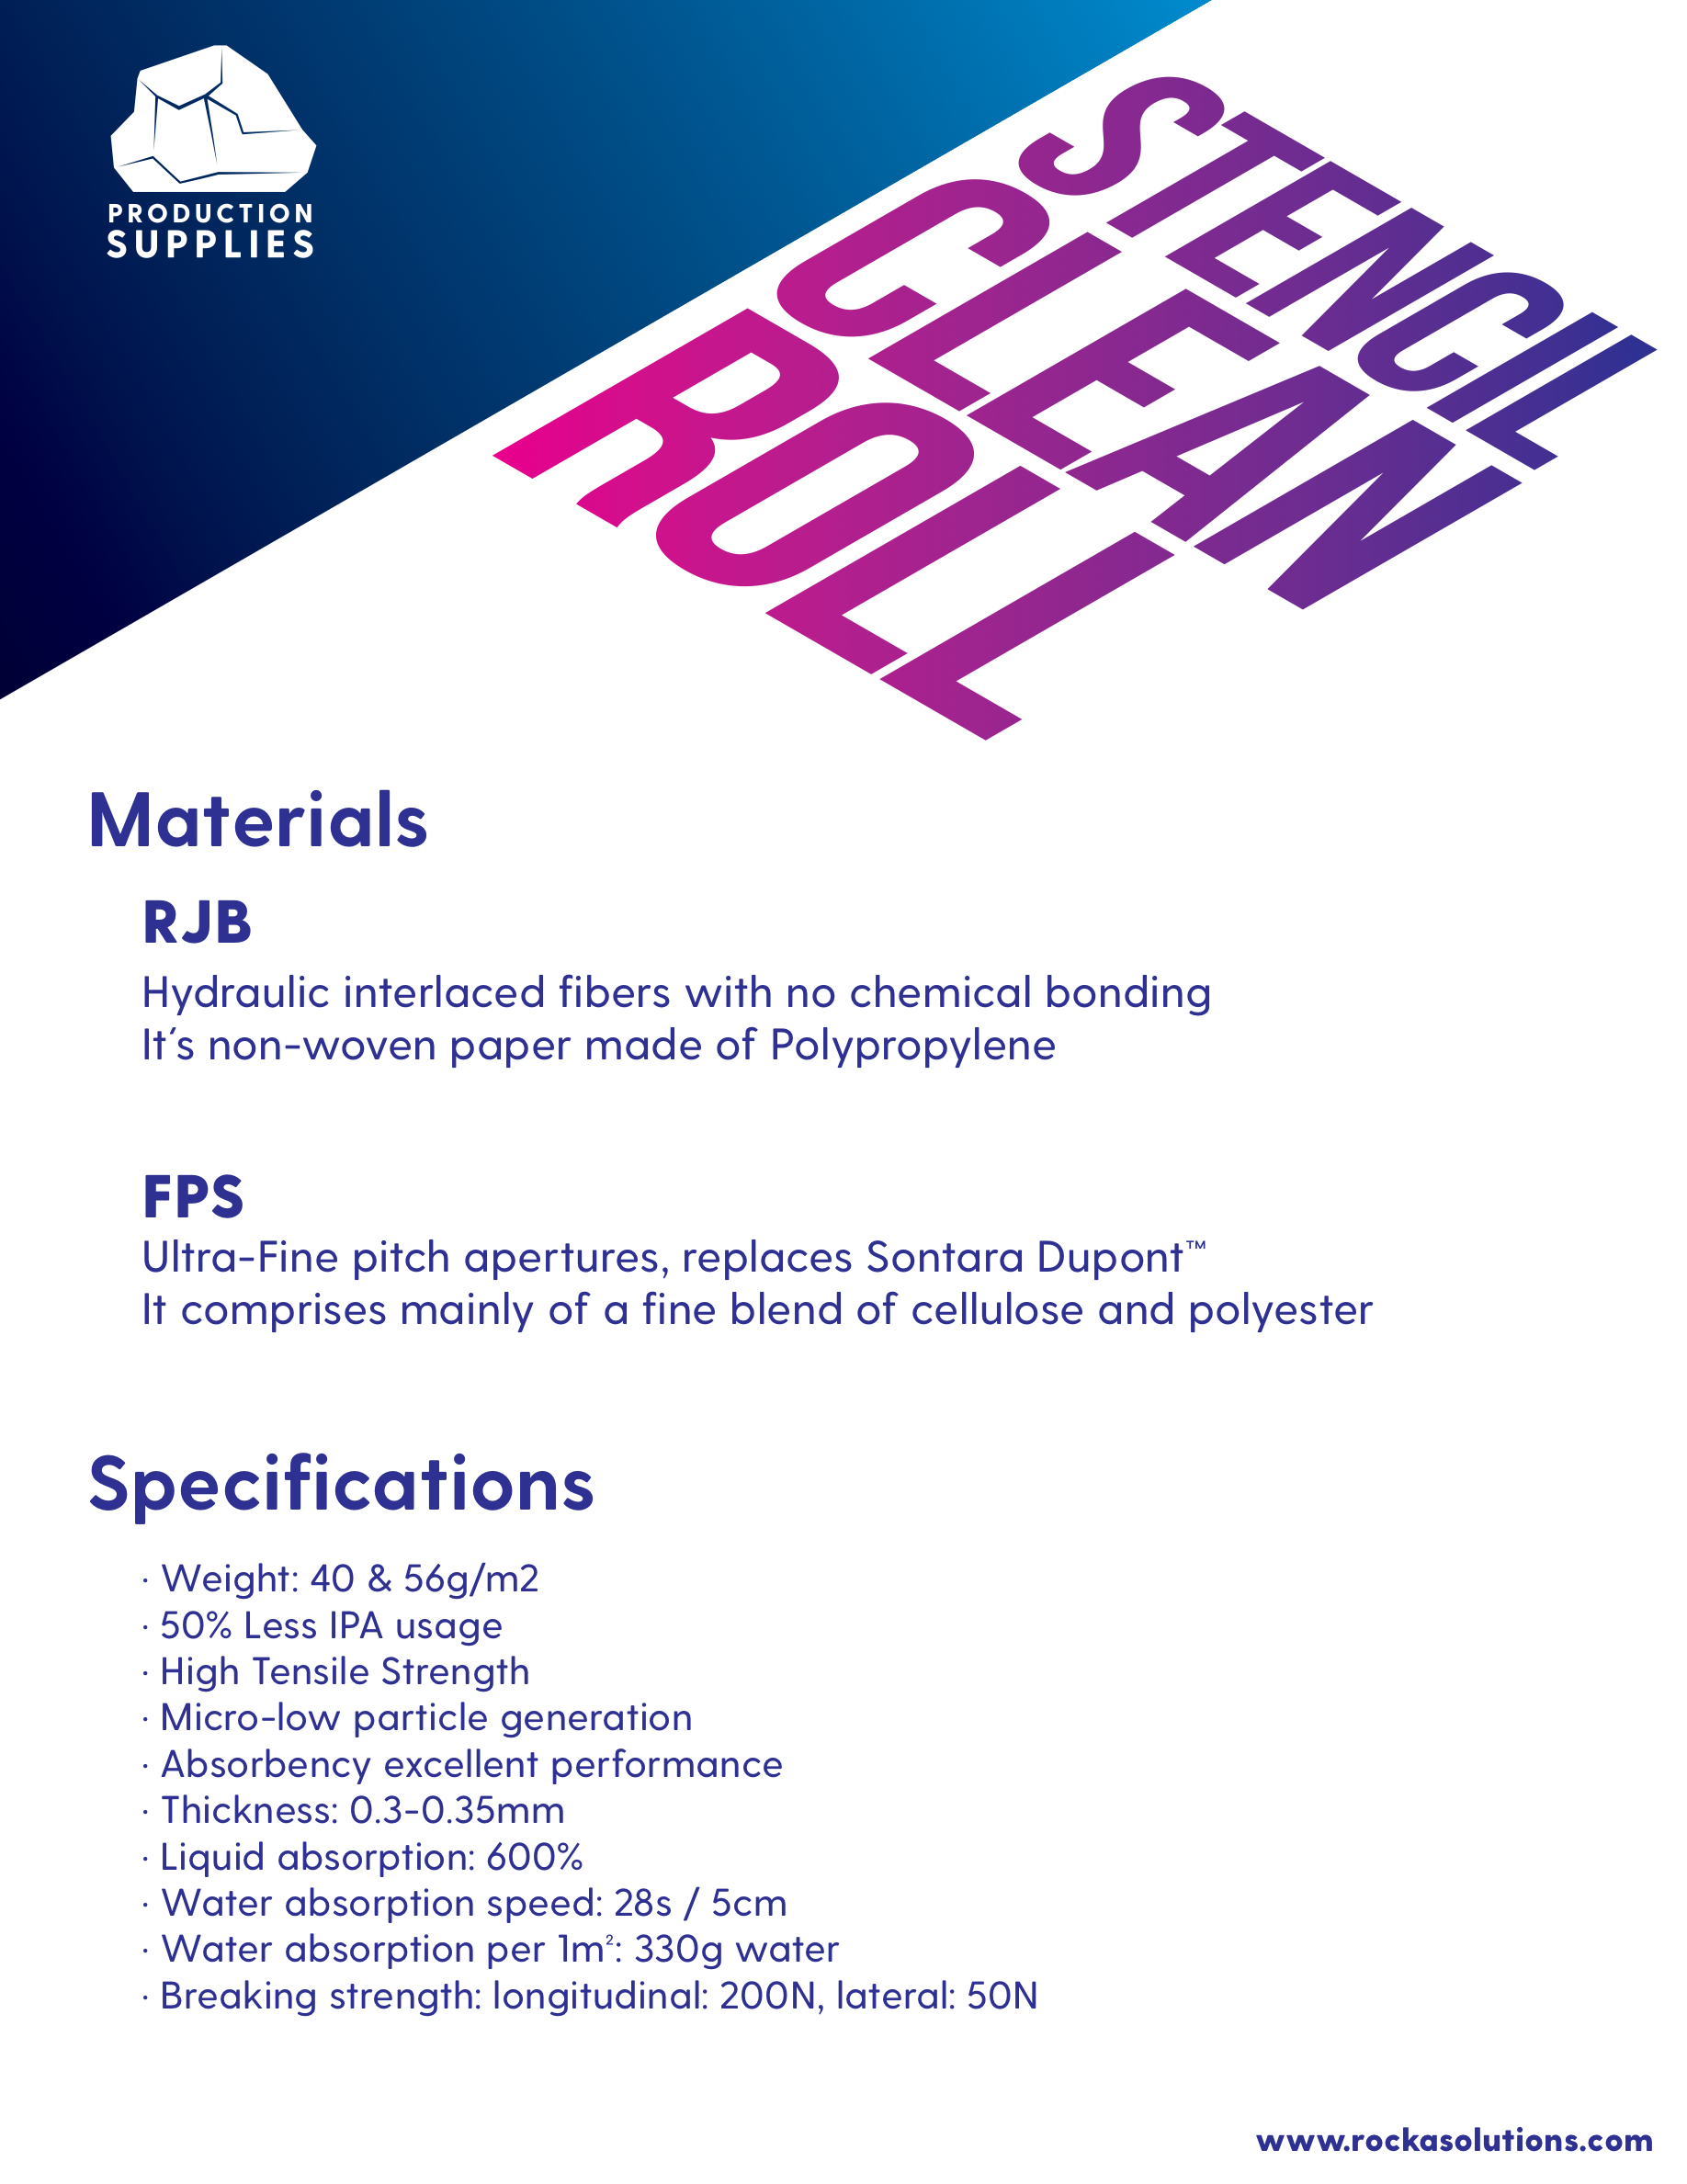 PRODUCTION
SUPPLIES
STENCIL
CLEAN
ROLL
Materials
RJB
Hydraulic interlaced fibers with no chemical bonding
It´s non-woven paper made of Polypropylene
FPS
Ultra-Fine pitch apertures, replaces Sontara Dupont™
It comprises mainly of a fine blend of cellulose and polyester
Specifications
· Weight: 40 & 56g/m2
· 50% Less IPA usage
· High Tensile Strength
· Micro-low particle generation
· Absorbency excellent performance
· Thickness: 0.3-0.35mm
· Liquid absorption: 600%
· Water absorption speed: 28s / 5cm
· Water absorption per 1m²: 330g water
· Breaking strength: longitudinal: 200N, lateral: 50N
www.rockasolutions.com